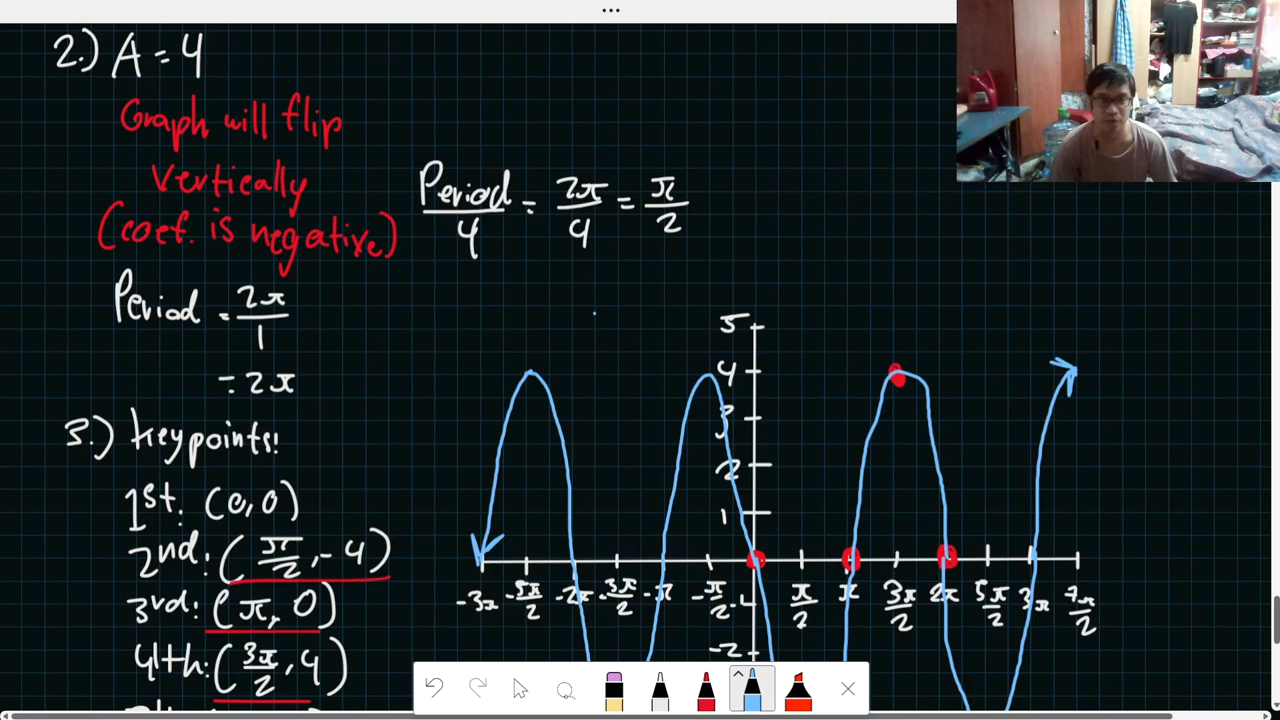 2.) A = 4
Graph will flip
vertically
(coef. is negative)
Period/4 = 2π/4 = π/2
Period = 2π/1
= 2π
3.) Keypoints:
1st: (0,0)
2nd: (π/2, -4)
3rd: (π, 0)
4th: (3π/2, 4)
5
4
3
2
1
-3π -5π/2 -2π -3π/2 -π -π/2 -1 π/2 π 3π/2 2π 5π/2 3π 7π/2
-2